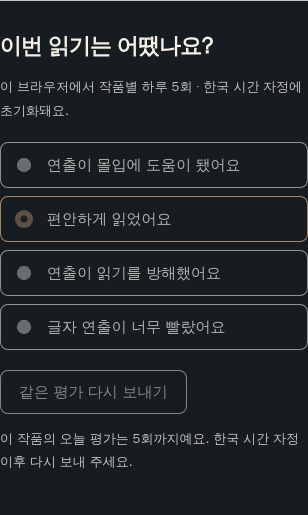 이번 읽기는 어땠나요?
이 브라우저에서 작품별 하루 5회 · 한국 시간 자정에
초기화돼요.
연출이 몰입에 도움이 됐어요
편안하게 읽었어요
연출이 읽기를 방해했어요
글자 연출이 너무 빨랐어요
같은 평가 다시 보내기
이 작품의 오늘 평가는 5회까지예요. 한국 시간 자정
이후 다시 보내 주세요.